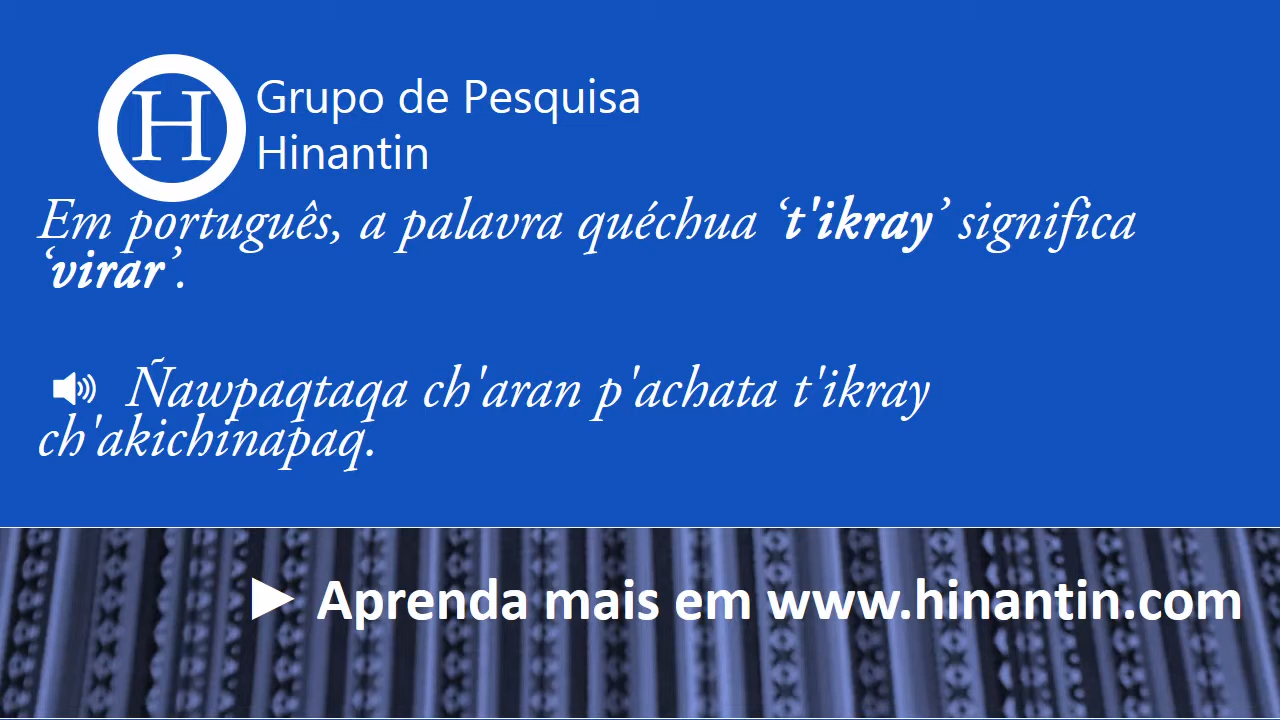 H
Grupo de Pesquisa
Hinantin
Em português, a palavra quéchua ‘t'ikray’ significa
‘virar’.
Ñawpaqtaqa ch'aran p'achata t'ikray
ch'akichinapaq.
► Aprenda mais em www.hinantin.com